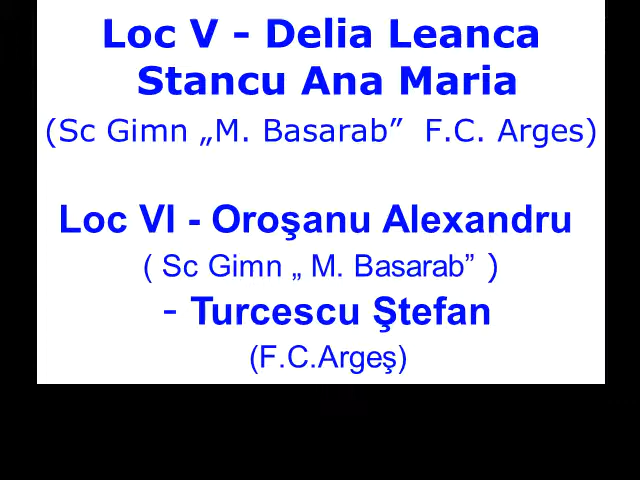 Loc V - Delia Leanca
Stancu Ana Maria
(Sc Gimn „M. Basarab” F.C. Arges)
Loc VI - Oroşanu Alexandru
( Sc Gimn „ M. Basarab” )
- Turcescu Ştefan
(F.C.Argeş)